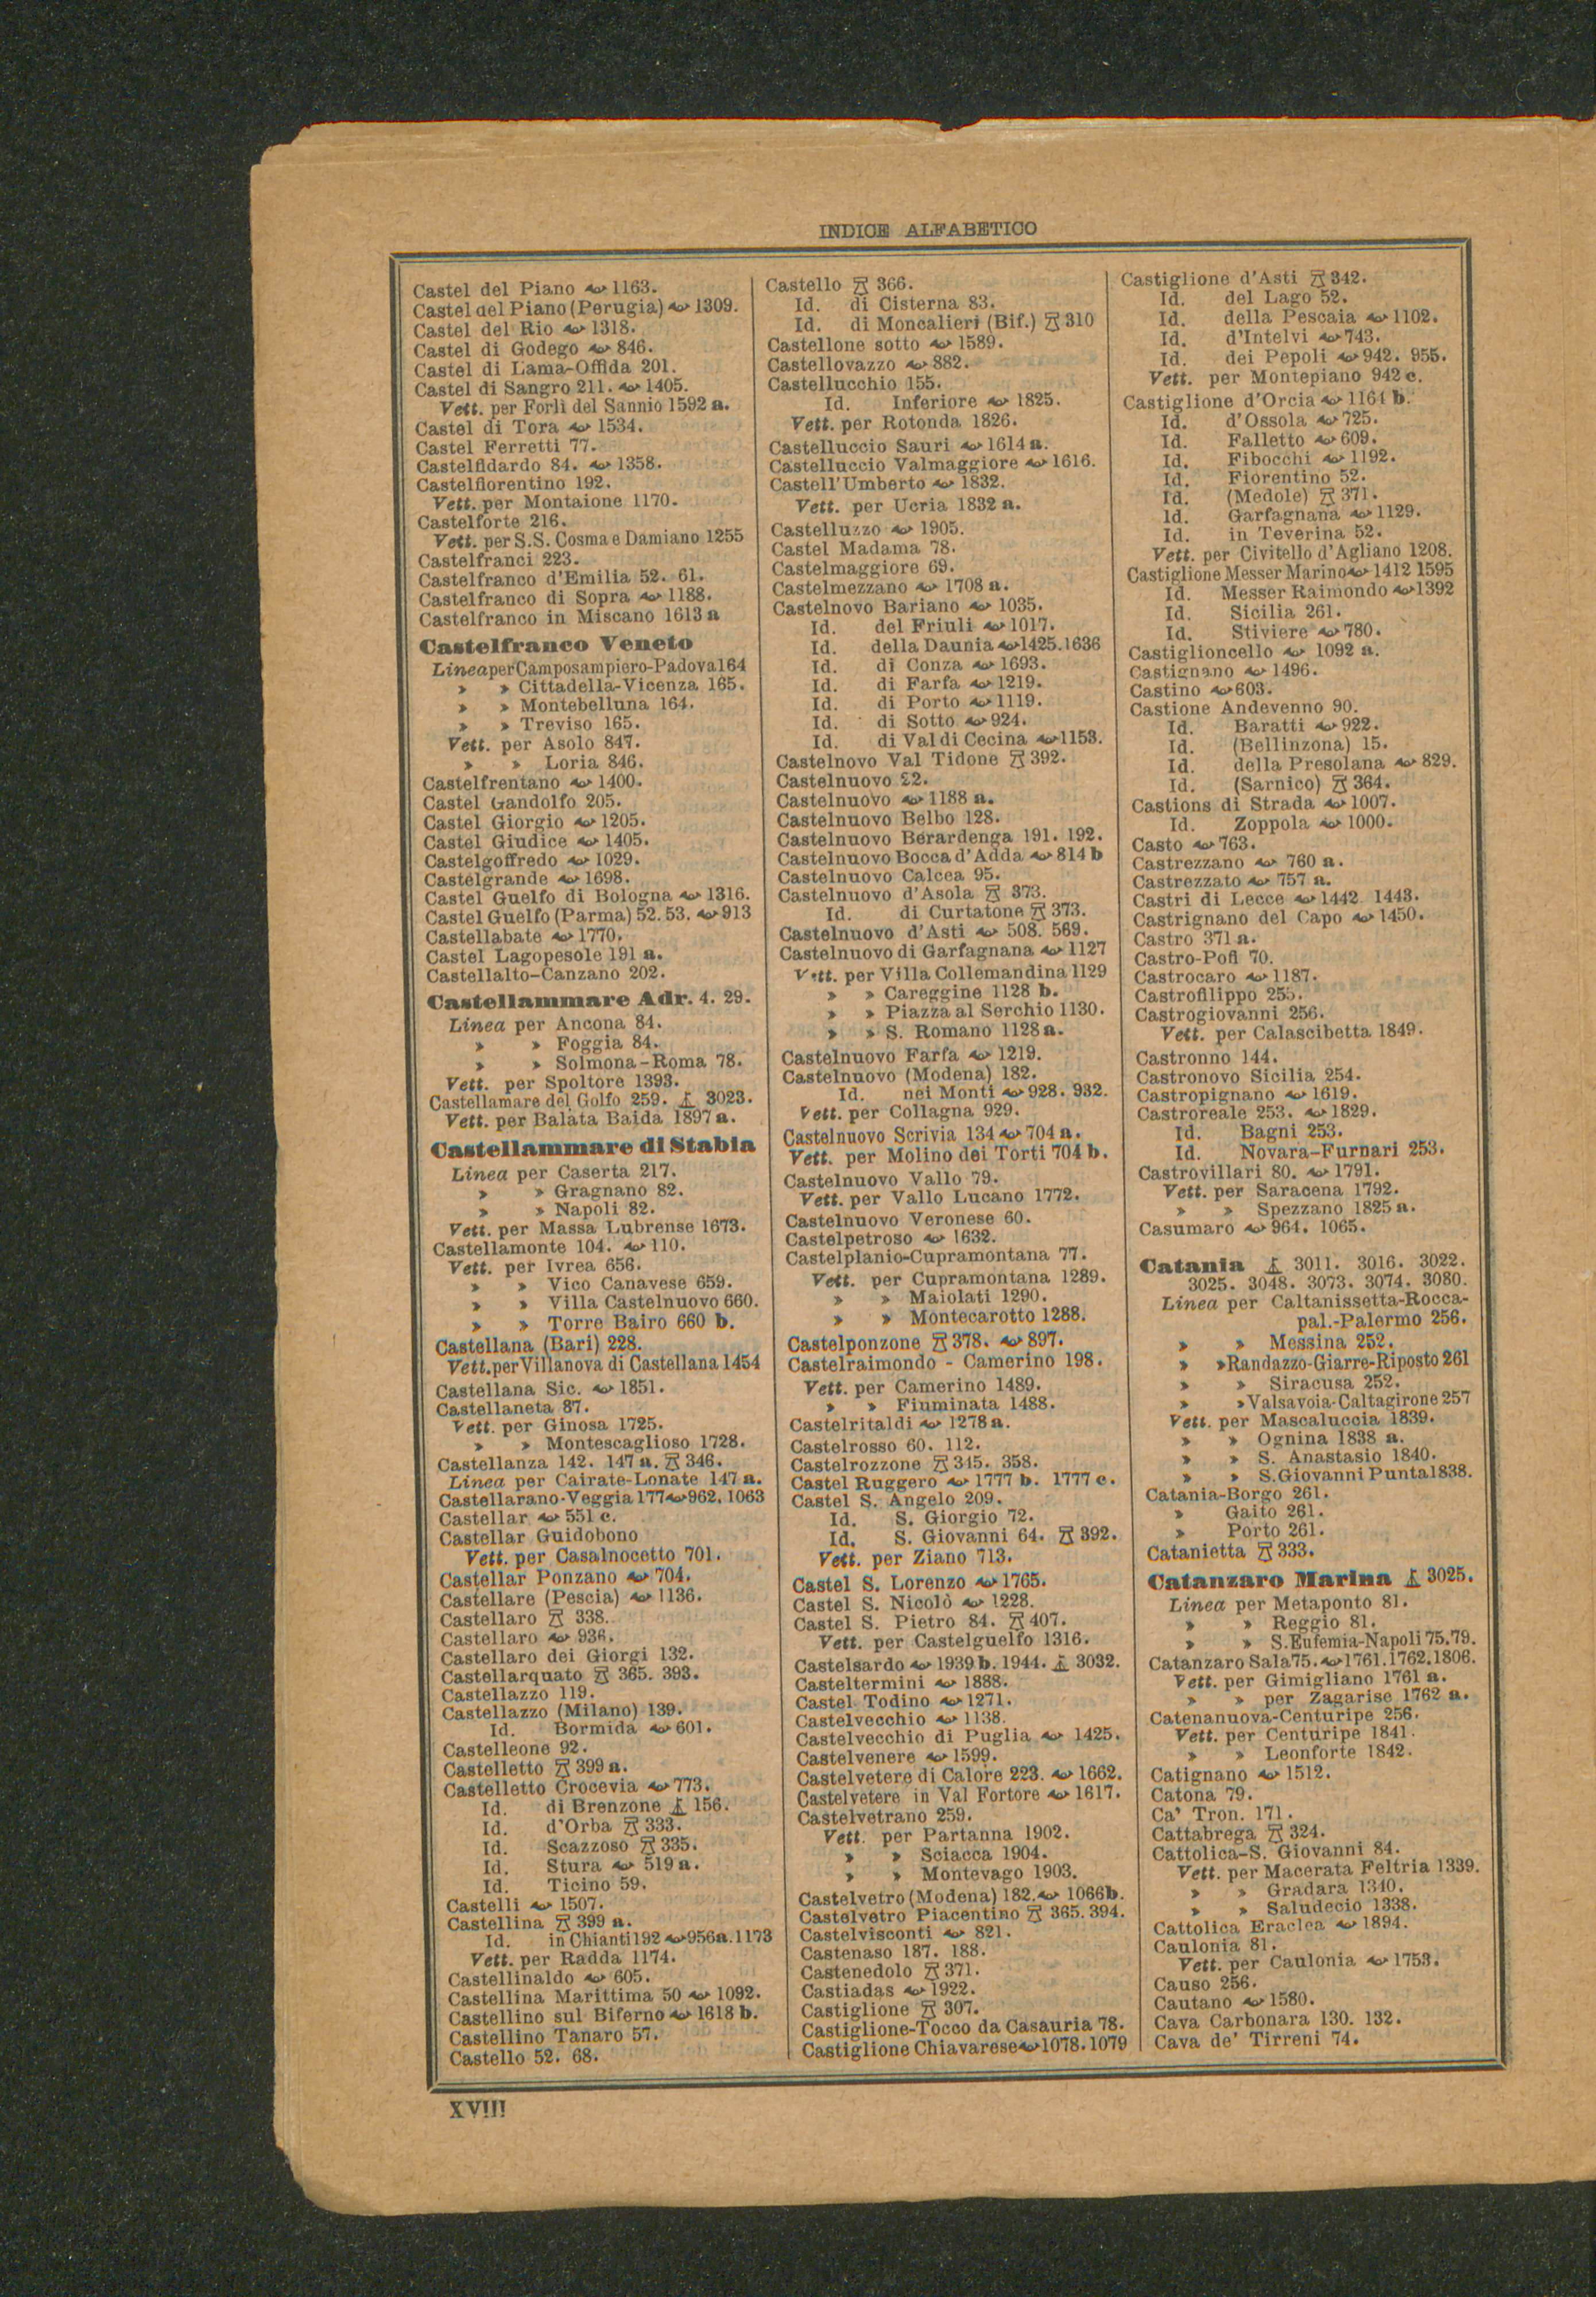 INDICE ALFABETICO
Castel del Piano 1163.
Castel del Piano (Perugia) 1309.
Castel del Rio 1318.
Castel di Godego 846.
Castel di Lama-Offida 201.
Castel di Sangro 211. 1405.
Vett. per Forlì del Sannio 1592 a.
Castel di Tora 1534.
Castel Ferretti 77.
Castelfidardo 84. 1358.
Castelfiorentino 192.
Vett. per Montaione 1170.
Castelforte 216.
Vett. per S.S. Cosma e Damiano 1255
Castelfranci 223.
Castelfranco d'Emilia 52. 61.
Castelfranco di Sopra 1188.
Castelfranco in Miscano 1613 a
Castelfranco Veneto
Linea per Camposampiero-Padova 164
» » Cittadella-Vicenza 165.
» » Montebelluna 164.
» » Treviso 165.
Vett. per Asolo 847.
» » Loria 846.
Castelfrentano 1400.
Castel Gandolfo 205.
Castel Giorgio 1205.
Castel Giudice 1405.
Castelgoffredo 1029.
Castelgrande 1698.
Castel Guelfo di Bologna 1316.
Castel Guelfo (Parma) 52. 53. 913
Castellabate 1770.
Castel Lagopesole 191 a.
Castellalto-Canzano 202.
Castellammare Adr. 4. 29.
Linea per Ancona 84.
» » Foggia 84.
» » Solmona-Roma 78.
Vett. per Spoltore 1393.
Castellamare del Golfo 259. 3023.
Vett. per Balata Baida 1897 a.
Castellammare di Stabia
Linea per Caserta 217.
» » Gragnano 82.
» » Napoli 82.
Vett. per Massa Lubrense 1673.
Castellamonte 104. 110.
Vett. per Ivrea 656.
» » Vico Canavese 659.
» » Villa Castelnuovo 660.
» » Torre Bairo 660 b.
Castellana (Bari) 228.
Vett. per Villanova di Castellana 1454
Castellana Sic. 1851.
Castellaneta 87.
Vett per Ginosa 1725.
» » Montescaglioso 1728.
Castellanza 142. 147 a. 346.
Linea per Cairate-Lonate 147 a.
Castellarano-Veggia 177 962. 1063
Castellar 551 c.
Castellar Guidobono
Vett. per Casalnocetto 701.
Castellar Ponzano 704.
Castellare (Pescia) 1136.
Castellaro 338.
Castellaro 936.
Castellaro dei Giorgi 132.
Castellarquato 365. 393.
Castellazzo 119.
Castellazzo (Milano) 139.
Id. Bormida 601.
Castelleone 92.
Castelletto 399 a.
Castelletto Crocevia 773.
Id. di Brenzone 156.
Id. d'Orba 333.
Id. Scazzoso 335.
Id. Stura 519 a.
Id. Ticino 59.
Castelli 1507.
Castellina 399 a.
Id. in Chianti 192 956a. 1173
Vett. per Radda 1174.
Castellinaldo 605.
Castellina Marittima 50 1092.
Castellino sul Biferno 1618 b.
Castellino Tanaro 57.
Castello 52. 68.
Castello 366.
Id. di Cisterna 83.
Id. di Moncalieri (Bif.) 310
Castellone sotto 1589.
Castellovazzo 882.
Castellucchio 155.
Id. Inferiore 1825.
Vett. per Rotonda 1826.
Castelluccio Sauri 1614 a.
Castelluccio Valmaggiore 1616.
Castell'Umberto 1832.
Vett. per Ucria 1832 a.
Castelluzzo 1905.
Castel Madama 78.
Castelmaggiore 69.
Castelmezzano 1708 a.
Castelnovo Bariano 1035.
Id. del Friuli 1017.
Id. della Daunia 1425. 1636
Id. di Conza 1693.
Id. di Farfa 1219.
Id. di Porto 1119.
Id. di Sotto 924.
Id. di Val di Cecina 1153.
Castelnovo Val Tidone 392.
Castelnuovo 22.
Castelnuovo 1188 a.
Castelnuovo Belbo 128.
Castelnuovo Berardenga 191. 192.
Castelnuovo Bocca d'Adda 814 b
Castelnuovo Calcea 95.
Castelnuovo d'Asola 373.
Id. di Curtatone 373.
Castelnuovo d'Asti 508. 569.
Castelnuovo di Garfagnana 1127
Vett. per Villa Collemandina 1129
» » Careggine 1128 b.
» » Piazza al Serchio 1130.
» » S. Romano 1128 a.
Castelnuovo Farfa 1219.
Castelnuovo (Modena) 182.
Id. nei Monti 928. 932.
Vett. per Collagna 929.
Castelnuovo Scrivia 134 704 a.
Vett. per Molino dei Torti 704 b.
Castelnuovo Vallo 79.
Vett. per Vallo Lucano 1772.
Castelnuovo Veronese 60.
Castelpetroso 1632.
Castelplanio-Cupramontana 77.
Vett. per Cupramontana 1289.
» » Maiolati 1290.
» » Montecarotto 1288.
Castelponzone 378. 897.
Castelraimondo - Camerino 198.
Vett. per Camerino 1489.
» » Fiuminata 1488.
Castelritaldi 1278 a.
Castelrosso 60. 112.
Castelrozzone 345. 358.
Castel Ruggero 1777 b. 1777 c.
Castel S. Angelo 209.
Id. S. Giorgio 72.
Id. S. Giovanni 64. 392.
Vett. per Ziano 713.
Castel S. Lorenzo 1765.
Castel S. Nicolò 1228.
Castel S. Pietro 84. 407.
Vett. per Castelguelfo 1316.
Castelsardo 1939 b. 1944. 3032.
Casteltermini 1888.
Castel Todino 1271.
Castelvecchio 1138.
Castelvecchio di Puglia 1425.
Castelvenere 1599.
Castelvetere di Calore 223. 1662.
Castelvetere in Val Fortore 1617.
Castelvetrano 259.
Vett. per Partanna 1902.
» » Sciacca 1904.
» » Montevago 1903.
Castelvetro (Modena) 182. 1066b.
Castelvetro Piacentino 365. 394.
Castelvisconti 821.
Castenaso 187. 188.
Castenedolo 371.
Castiadas 1922.
Castiglione 307.
Castiglione-Tocco da Casauria 78.
Castiglione Chiavarese 1078. 1079
Castiglione d'Asti 342.
Id. del Lago 52.
Id. della Pescaia 1102.
Id. d'Intelvi 743.
Id. dei Pepoli 942. 955.
Vett. per Montepiano 942 c.
Castiglione d'Orcia 1164 b.
Id. d'Ossola 725.
Id. Falletto 609.
Id. Fibocchi 1192.
Id. Fiorentino 52.
Id. (Medole) 371.
Id. Garfagnana 1129.
Id. in Teverina 52.
Vett. per Civitello d'Agliano 1208.
Castiglione Messer Marino 1412 1595
Id. Messer Raimondo 1392
Id. Sicilia 261.
Id. Stiviere 780.
Castiglioncello 1092 a.
Castignano 1496.
Castino 603.
Castione Andevenno 90.
Id. Baratti 922.
Id. (Bellinzona) 15.
Id. della Presolana 829.
Id. (Sarnico) 364.
Castions di Strada 1007.
Id. Zoppola 1000.
Casto 763.
Castrezzano 760 a.
Castrezzato 757 a.
Castri di Lecce 1442 1443.
Castrignano del Capo 1450.
Castro 371 a.
Castro-Pofi 70.
Castrocaro 1187.
Castrofilippo 255.
Castrogiovanni 256.
Vett. per Calascibetta 1849.
Castronno 144.
Castronovo Sicilia 254.
Castropignano 1619.
Castroreale 253. 1829.
Id. Bagni 253.
Id. Novara-Furnari 253.
Castrovillari 80. 1791.
Vett. per Saracena 1792.
» » Spezzano 1825 a.
Casumaro 964. 1065.
Catania 3011. 3016. 3022.
3025. 3048. 3073. 3074. 3080.
Linea per Caltanissetta-Rocca-
pal.-Palermo 256.
» » Messina 252.
» » Randazzo-Giarre-Riposto 261
» » Siracusa 252.
» » Valsavoia-Caltagirone 257
Vett. per Mascaluccia 1839.
» » Ognina 1838 a.
» » S. Anastasio 1840.
» » S. Giovanni Punta 1838.
Catania-Borgo 261.
» Gaito 261.
» Porto 261.
Catanietta 333.
Catanzaro Marina 3025.
Linea per Metaponto 81.
» » Reggio 81.
» » S. Eufemia-Napoli 75. 79.
Catanzaro Sala 75. 1761. 1762. 1806.
Vett. per Gimigliano 1761 a.
» » per Zagarise 1762 a.
Catenanuova-Centuripe 256.
Vett. per Centuripe 1841.
» » Leonforte 1842.
Catignano 1512.
Catona 79.
Ca' Tron. 171.
Cattabrega 324.
Cattolica-S. Giovanni 84.
Vett. per Macerata Feltria 1339.
» » Gradara 1340.
» » Saludecio 1338.
Cattolica Eraclea 1894.
Caulonia 81.
Vett. per Caulonia 1753.
Causo 256.
Cautano 1580.
Cava Carbonara 130. 132.
Cava de' Tirreni 74.
XVIII